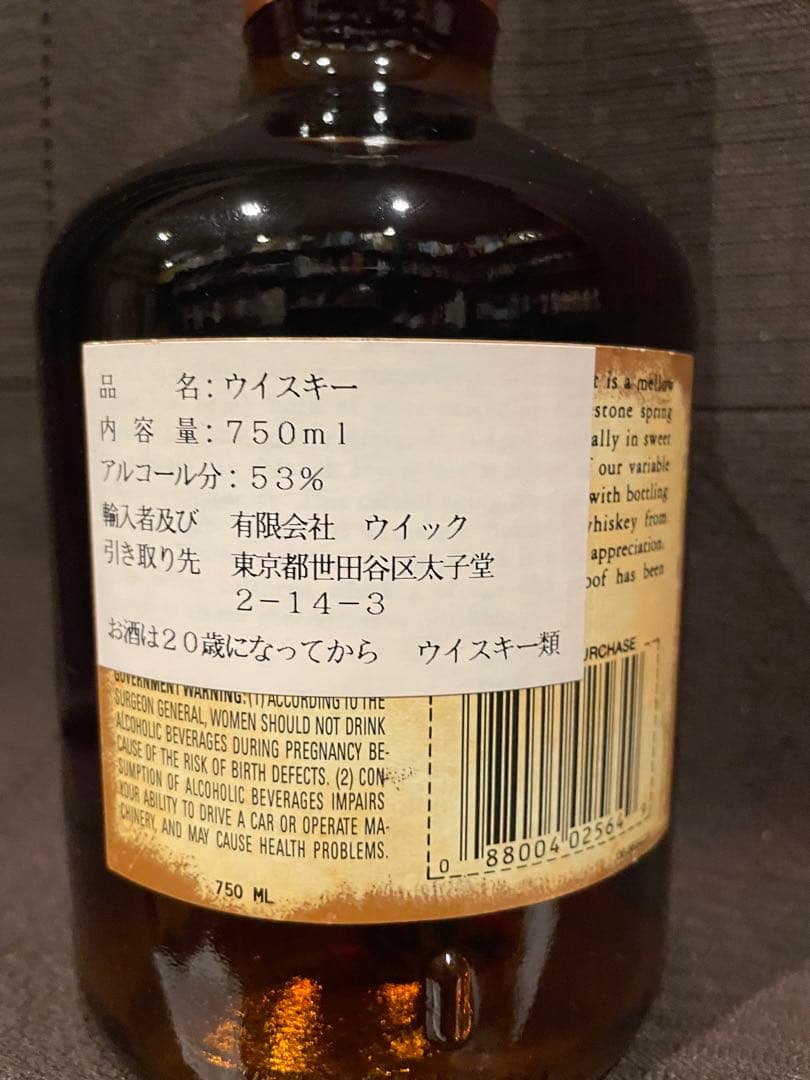 品　　名：ウイスキー
内 容 量：７５０ｍｌ
アルコール分：５３％
輸入者及び　有限会社　ウイック
引き取り先　東京都世田谷区太子堂
２－１４－３
お酒は２０歳になってから　ウイスキー類
is a mellow
spring
in sweet
our variable
with bottling
whiskey from
appreciation.
has been
GOVERNMENT WARNING: (1) ACCORDING TO THE
SURGEON GENERAL, WOMEN SHOULD NOT DRINK
ALCOHOLIC BEVERAGES DURING PREGNANCY BE-
CAUSE OF THE RISK OF BIRTH DEFECTS. (2) CON-
SUMPTION OF ALCOHOLIC BEVERAGES IMPAIRS
YOUR ABILITY TO DRIVE A CAR OR OPERATE MA-
CHINERY, AND MAY CAUSE HEALTH PROBLEMS.
750 ML
0 88004 02564